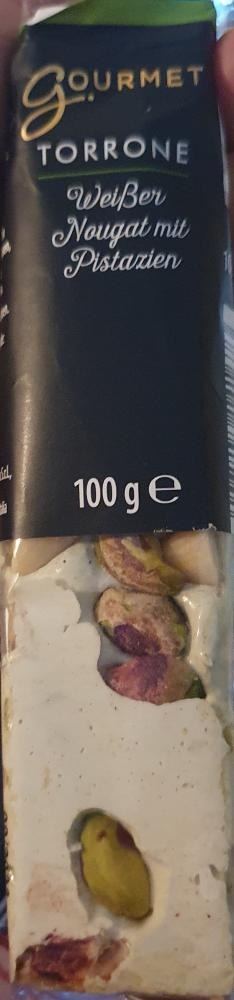 GOURMET
TORRONE
Weißer
Nougat mit
Pistazien
100 g e